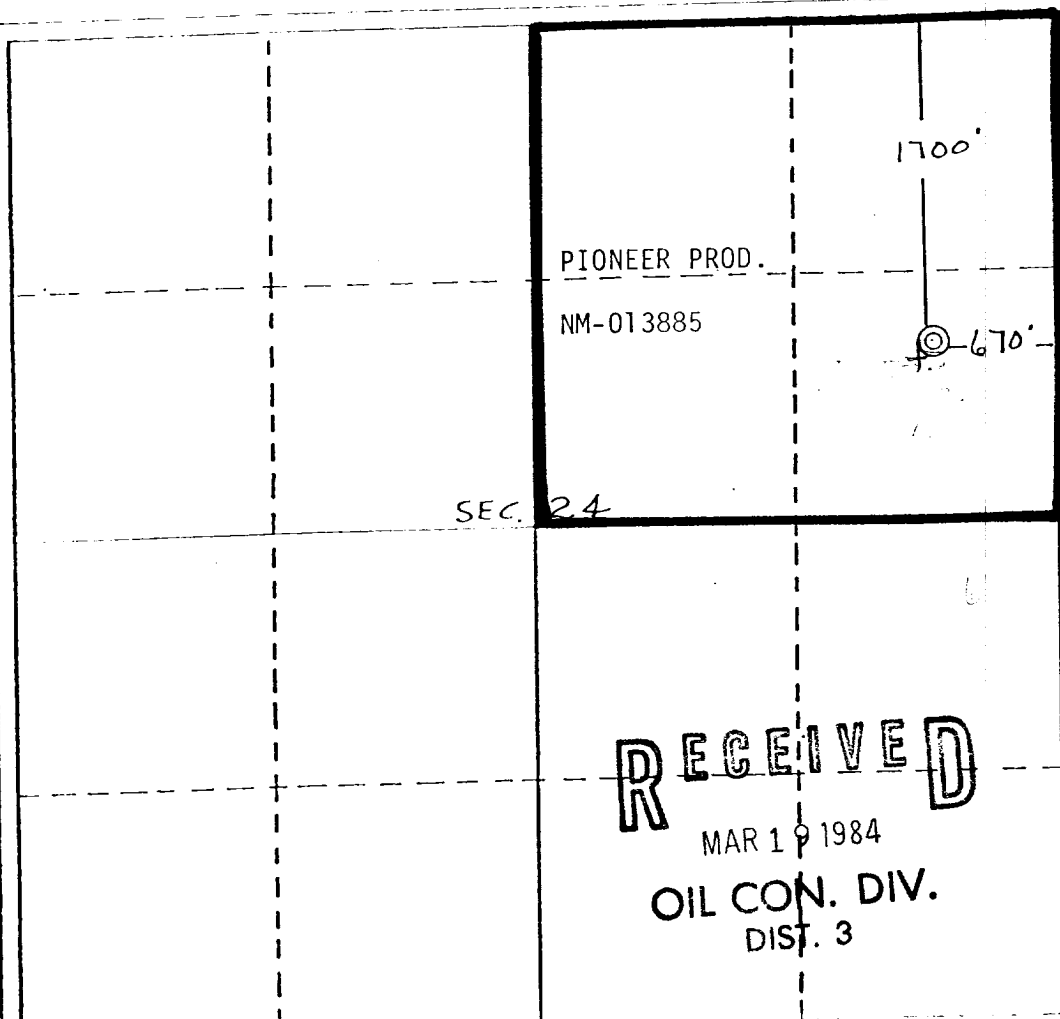 1700'
PIONEER PROD.
NM-013885
670'
SEC. 24
RECEIVED
MAR 19 1984
OIL CON. DIV.
DIST. 3